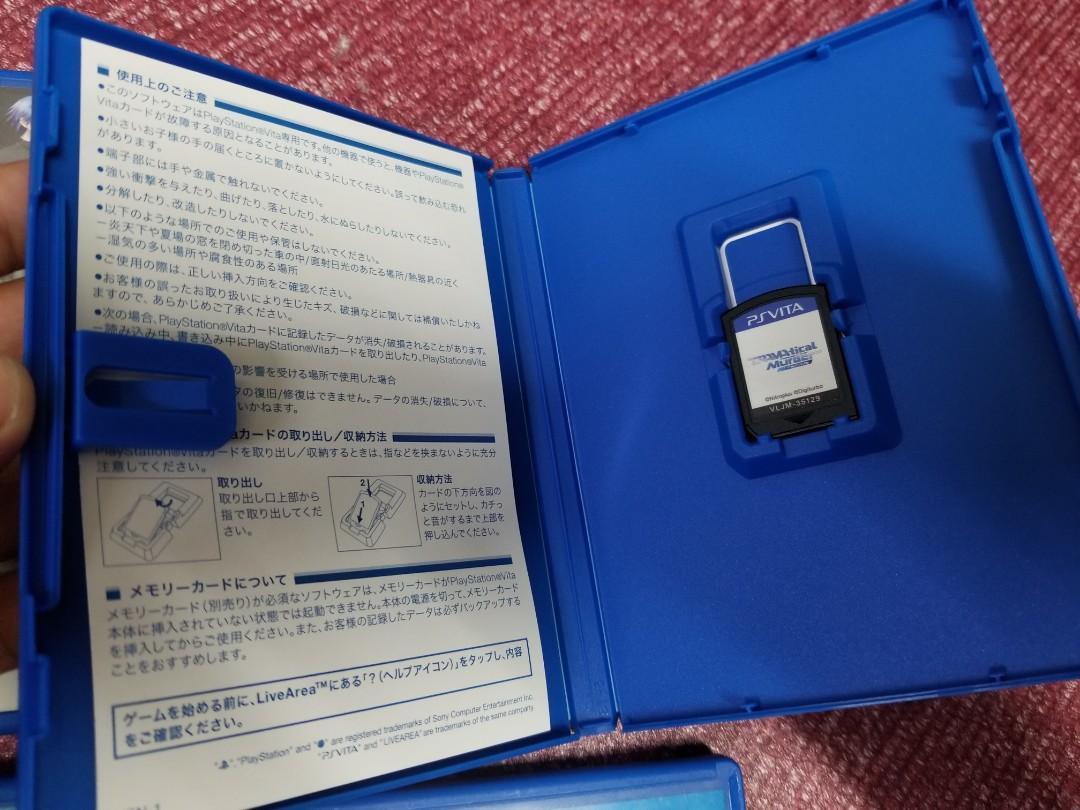 ■ 使用上のご注意
●このソフトウェアはPlayStation®Vita専用です。他の機器で使うと、機器やPlayStation®
Vitaカードが故障する原因となることがあります。
●小さいお子様の手の届くところに置かないようにしてください。誤って飲み込む恐れ
があります。
●端子部には手や金属で触れないでください。
●強い衝撃を与えたり、曲げたり、落としたり、水にぬらしたりしないでください。
●分解したり、改造したりしないでください。
●以下のような場所でのご使用や保管はしないでください。
－炎天下や夏場の窓を閉め切った車の中/直射日光のあたる場所/熱器具の近く
－湿気の多い場所や腐食性のある場所
●ご使用の際は、正しい挿入方向をご確認ください。
●お客様の誤ったお取り扱いにより生じたキズ、破損などに関しては補償いたしかね
ますので、あらかじめご了承ください。
●次の場合、PlayStation®Vitaカードに記録したデータが消失/破損されることがあります。
－読み込み中、書き込み中にPlayStation®Vitaカードを取り出したり、PlayStation®Vita
の影響を受ける場所で使用した場合
タの復旧/修復はできません。データの消失/破損について、
いかねます。
aカードの取り出し／収納方法
PlayStation®Vitaカードを取り出し／収納するときは、指などを挟まないように充分
注意してください。
取り出し
取り出し口上部から
指で取り出してくだ
さい。
2
1
収納方法
カードの下方向を図の
ようにセットし、カチっ
と音がするまで上部を
押し込んでください。
■ メモリーカードについて
メモリーカード（別売り）が必須なソフトウェアは、メモリーカードがPlayStation®Vita
本体に挿入されていない状態では起動できません。本体の電源を切って、メモリーカード
を挿入してからご使用ください。また、お客様の記録したデータは必ずバックアップする
ことをおすすめします。
ゲームを始める前に、LiveArea™にある「？（ヘルプアイコン）」をタップし、内容
をご確認ください。
"PlayStation" and are registered trademarks of Sony Computer Entertainment Inc.
"PSVITA" and "LIVEAREA" are trademarks of the same company.
PSVITA
DRAMAtical
Murder
©Nitroplus ©Digiturbo
VLJM-35129